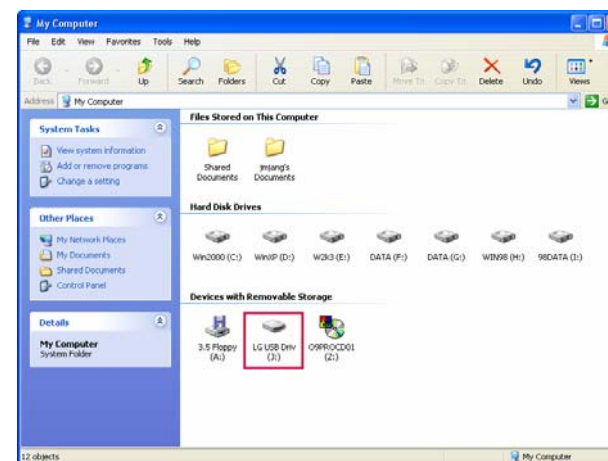 My Computer
File Edit View Favorites Tools Help
Back Forward Up Search Folders Cut Copy Paste Move To Copy To Delete Undo Views
Address My Computer
System Tasks
View system information
Add or remove programs
Change a setting
Other Places
My Network Places
My Documents
Shared Documents
Control Panel
Details
My Computer
System Folder
Files Stored on This Computer
Shared Documents
jmjang's Documents
Hard Disk Drives
Win2000 (C:) WinXP (D:) W2k3 (E:) DATA (F:) DATA (G:) WIN98 (H:) 98DATA (I:)
Devices with Removable Storage
3.5 Floppy (A:)
LG USB Driv (J:)
O9PROCD01 (Z:)
12 objects
My Computer